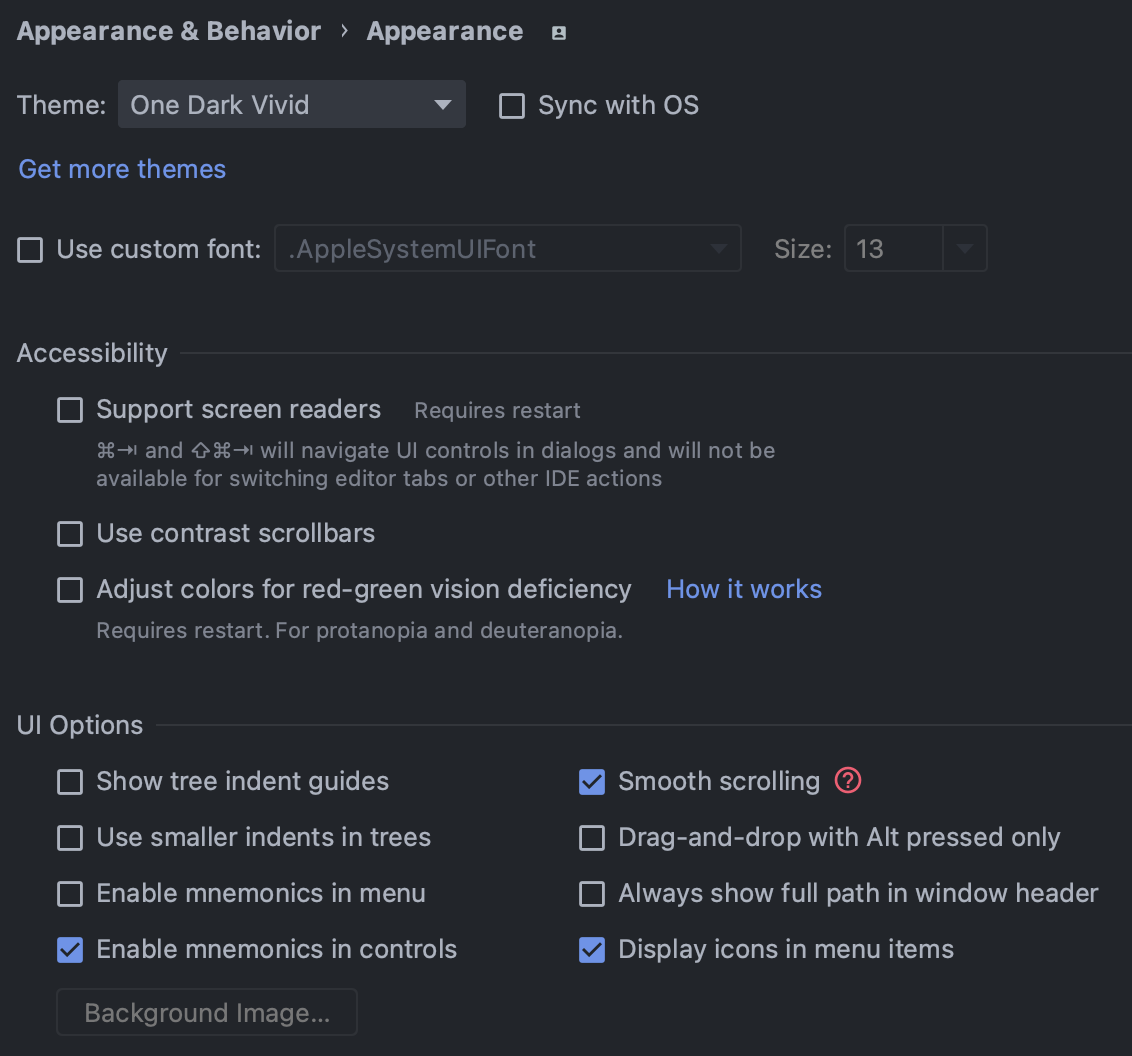 Appearance & Behavior › Appearance
Theme: One Dark Vivid Sync with OS
Get more themes
Use custom font: .AppleSystemUIFont Size: 13
Accessibility
Support screen readers Requires restart
⌘⇥ and ⇧⌘⇥ will navigate UI controls in dialogs and will not be
available for switching editor tabs or other IDE actions
Use contrast scrollbars
Adjust colors for red-green vision deficiency How it works
Requires restart. For protanopia and deuteranopia.
UI Options
Show tree indent guides Smooth scrolling ?
Use smaller indents in trees Drag-and-drop with Alt pressed only
Enable mnemonics in menu Always show full path in window header
Enable mnemonics in controls Display icons in menu items
Background Image...